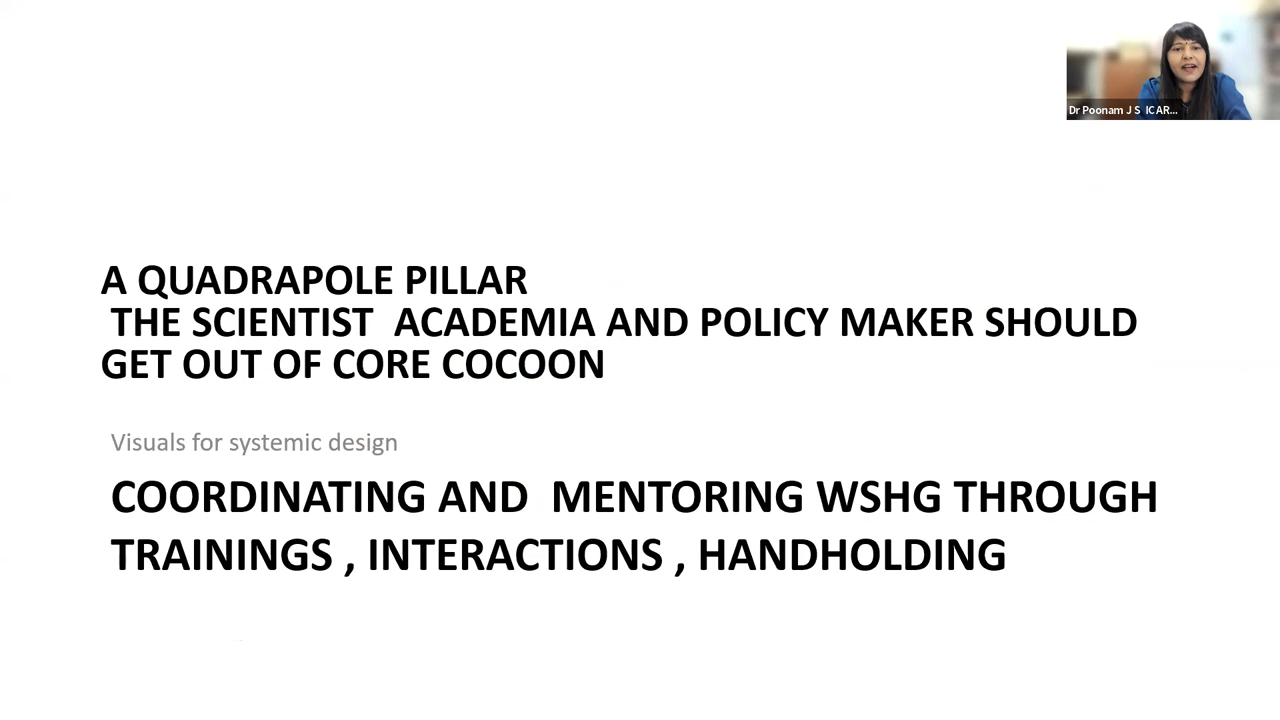 Dr Poonam J S ICAR...
A QUADRAPOLE PILLAR
THE SCIENTIST ACADEMIA AND POLICY MAKER SHOULD
GET OUT OF CORE COCOON
Visuals for systemic design
COORDINATING AND MENTORING WSHG THROUGH
TRAININGS , INTERACTIONS , HANDHOLDING